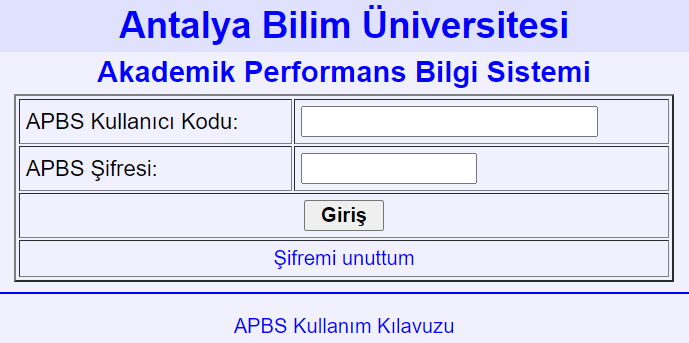 Antalya Bilim Üniversitesi
Akademik Performans Bilgi Sistemi
APBS Kullanıcı Kodu:
APBS Şifresi:
Giriş
Şifremi unuttum
APBS Kullanım Kılavuzu